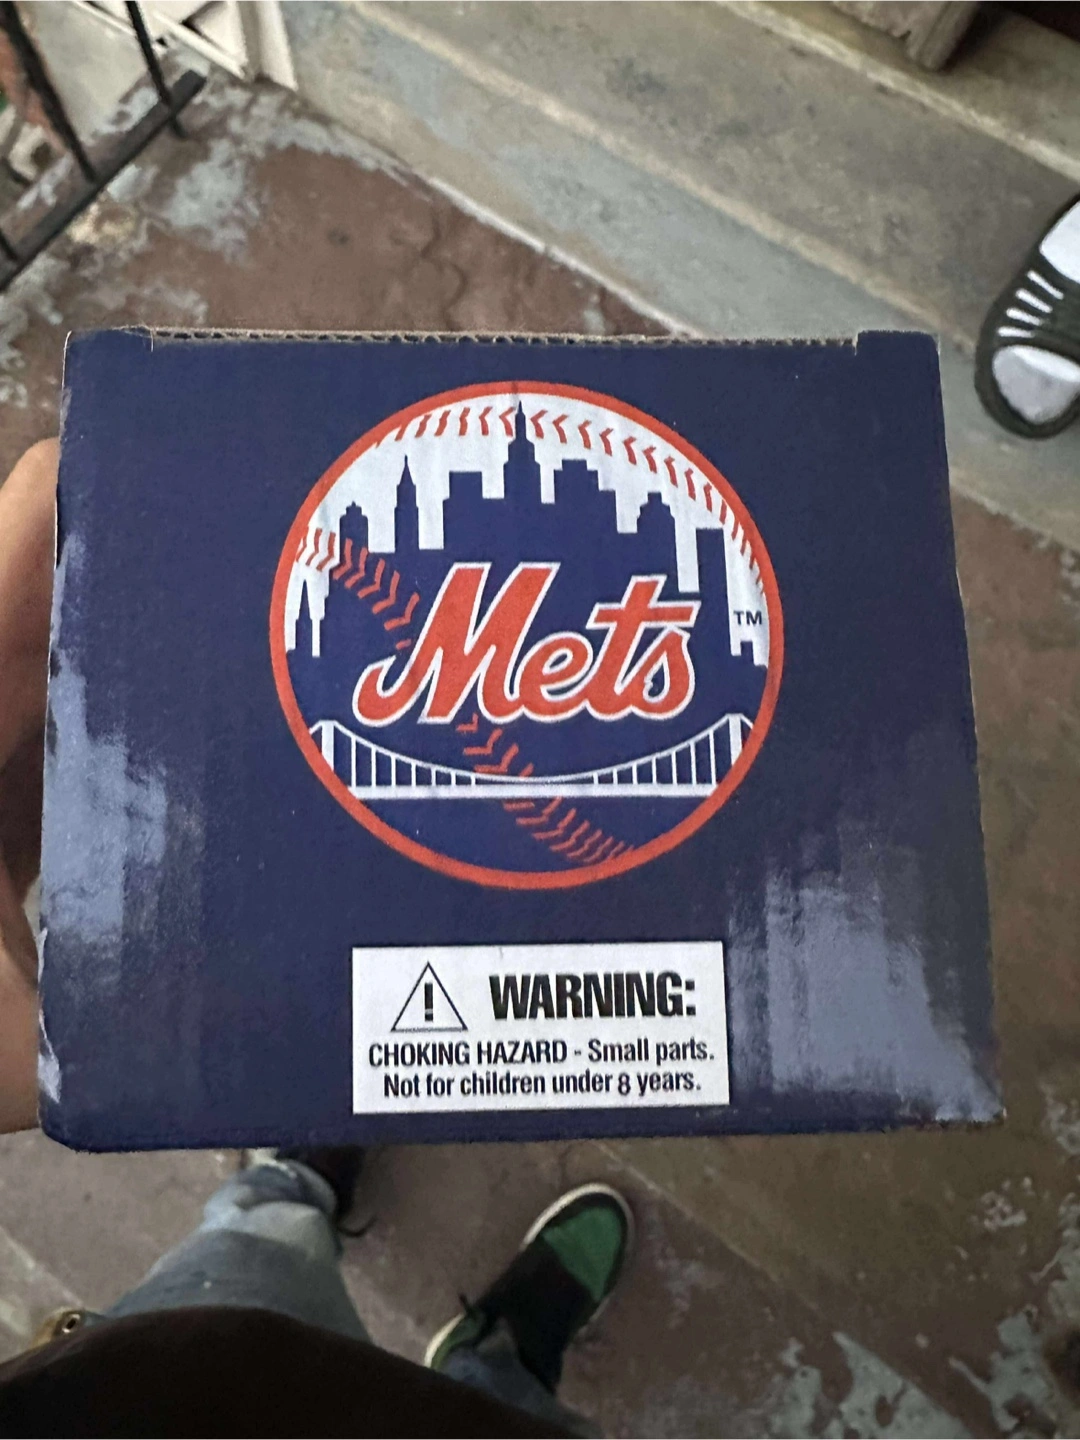 Mets
TM
WARNING:
CHOKING HAZARD - Small parts.
Not for children under 8 years.